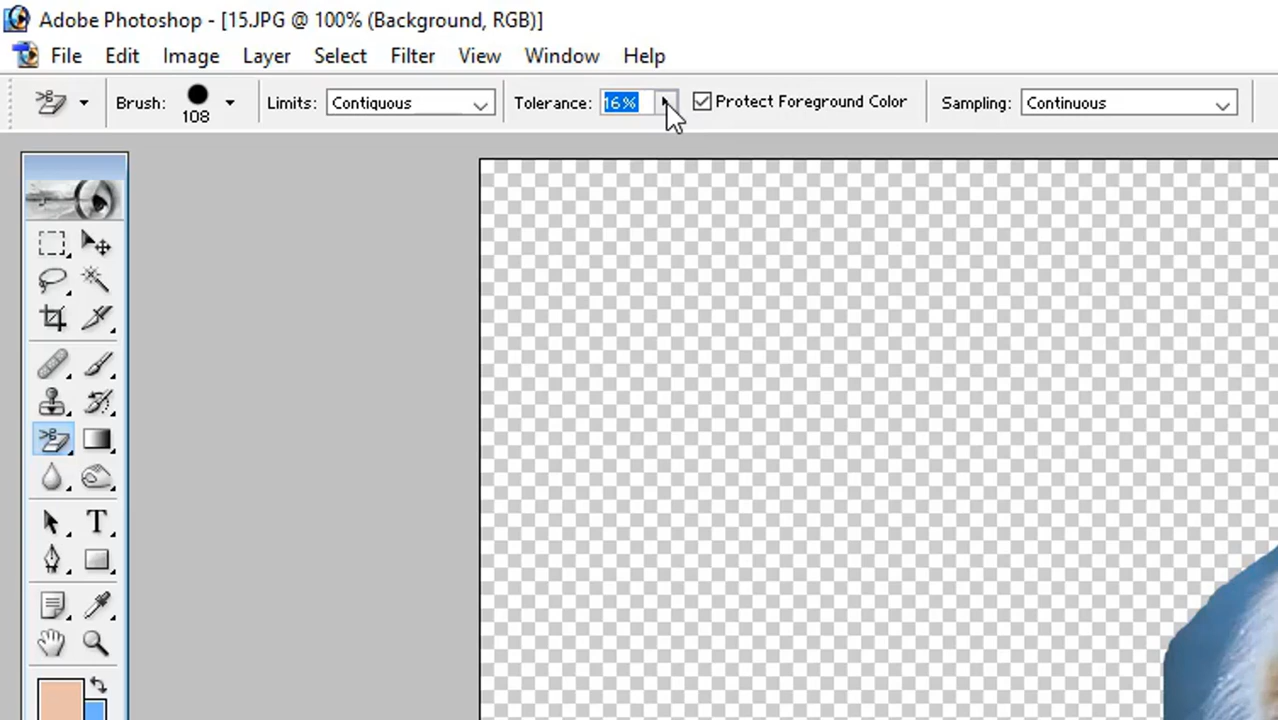 Adobe Photoshop - [15.JPG @ 100% (Background, RGB)]
File Edit Image Layer Select Filter View Window Help
Brush: 108 Limits: Contiquous Tolerance: 16% Protect Foreground Color Sampling: Continuous
T